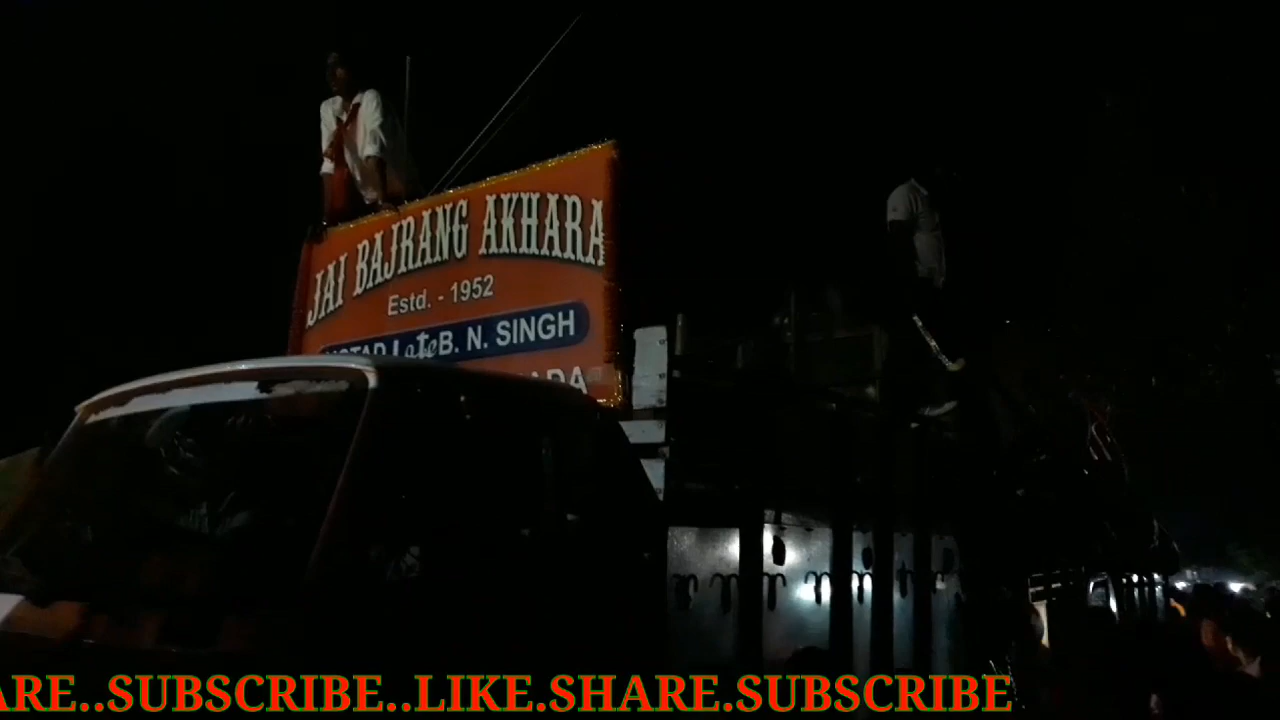 JAI BAJRANG AKHARA
Estd. - 1952
Late B. N. SINGH
ARE..SUBSCRIBE..LIKE.SHARE.SUBSCRIBE